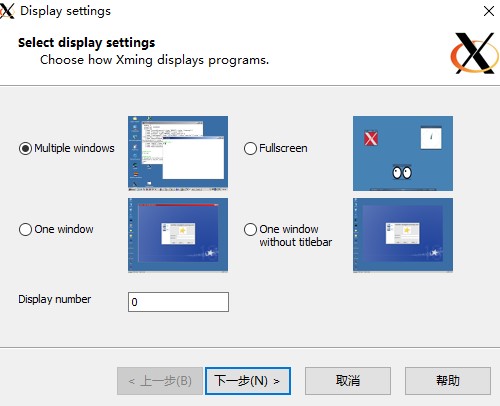 Display settings
Select display settings
Choose how Xming displays programs.
Multiple windows
Fullscreen
One window
One window
without titlebar
Display number
0
< 上一步(B)
下一步(N) >
取消
帮助